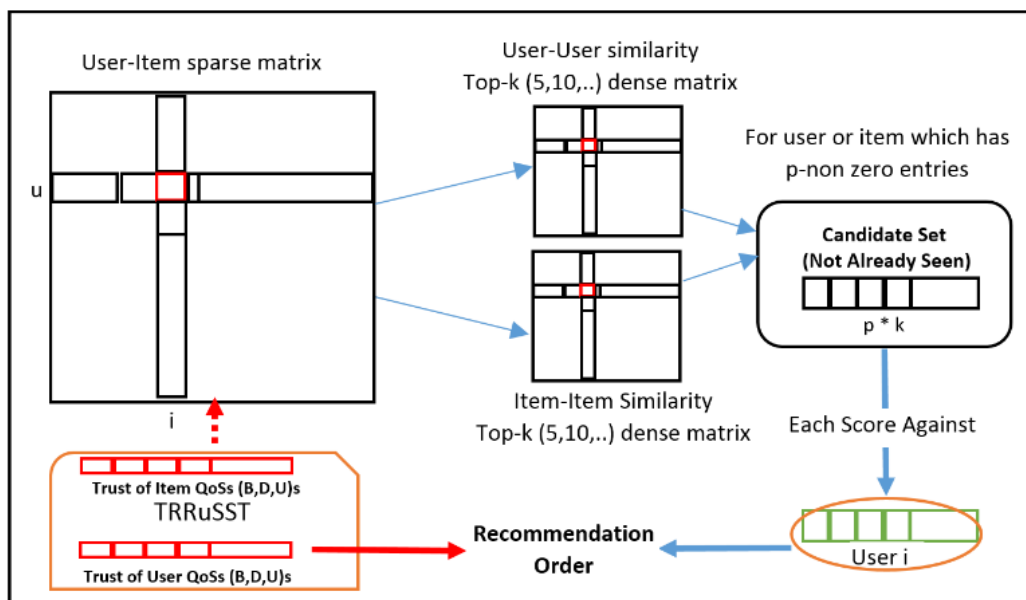 User-Item sparse matrix
u
i
User-User similarity
Top-k (5,10,..) dense matrix
Item-Item Similarity
Top-k (5,10,..) dense matrix
For user or item which has
p-non zero entries
Candidate Set
(Not Already Seen)
p * k
Each Score Against
User i
Recommendation
Order
Trust of Item QoSs (B,D,U)s
TRRuSST
Trust of User QoSs (B,D,U)s